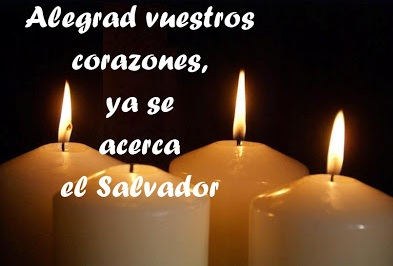 Alegrad vuestros
corazones,
ya se
acerca
el Salvador